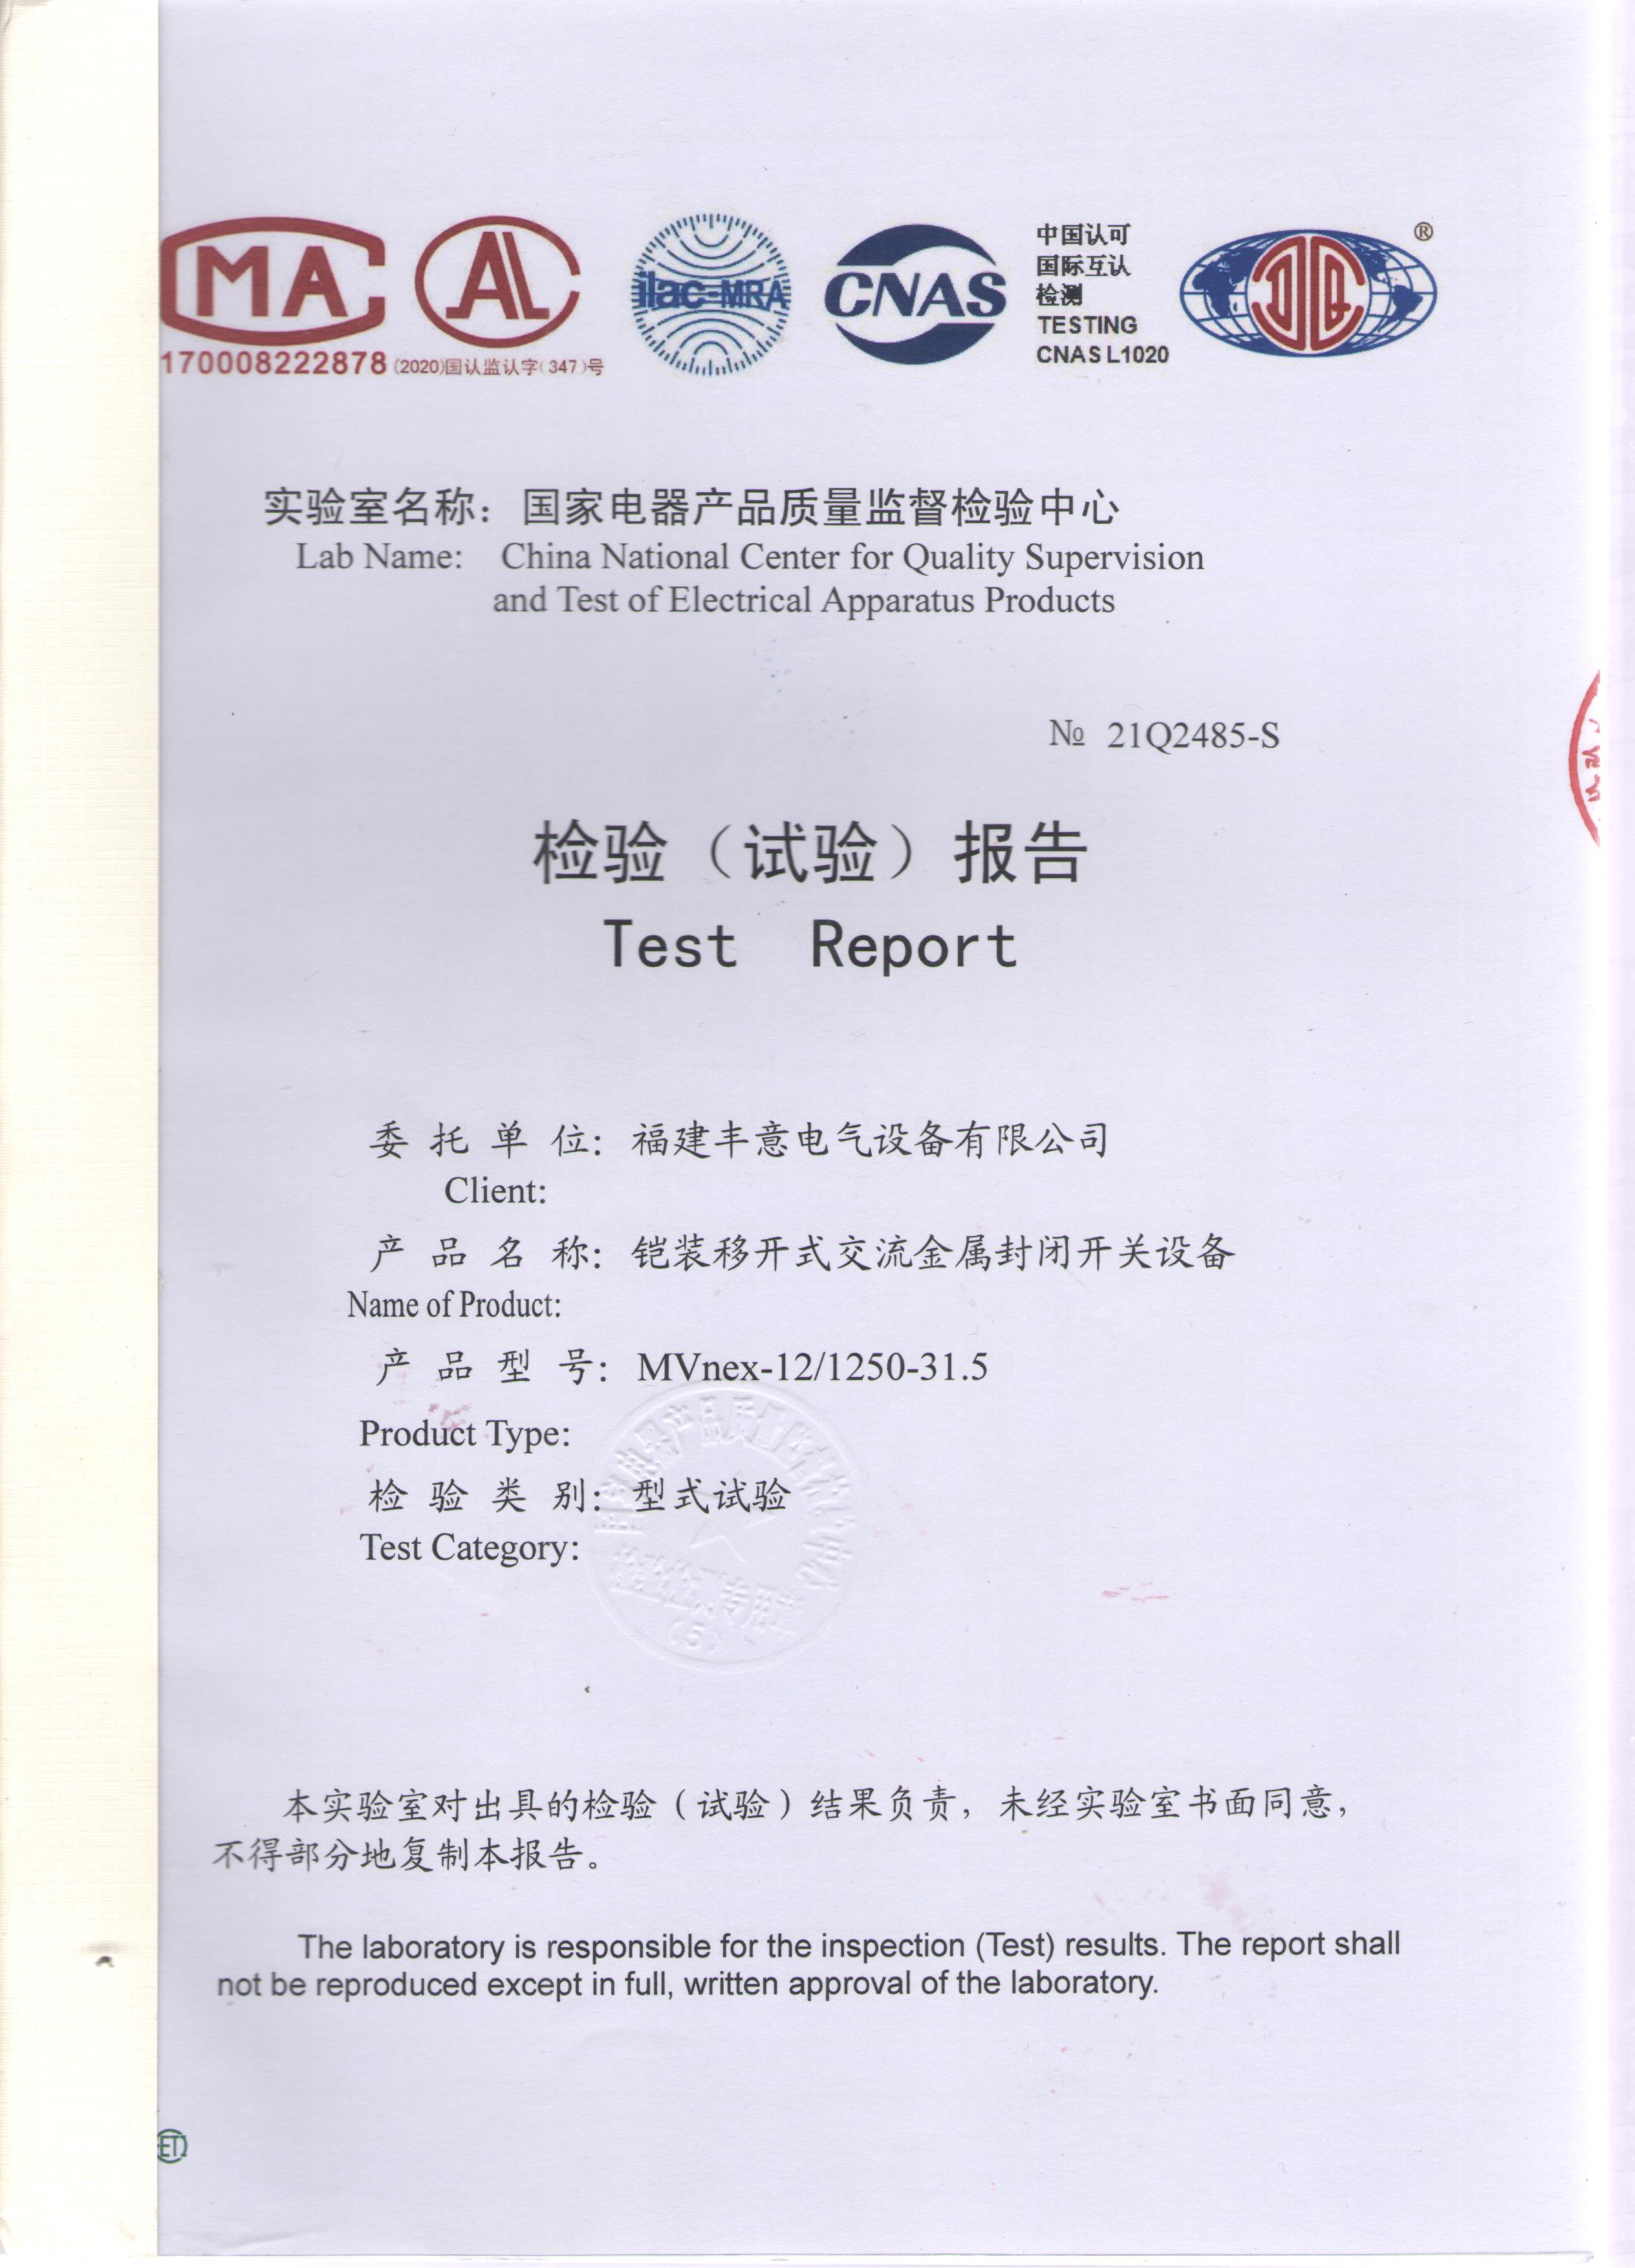 MA
AL
ilac-MRA
CNAS
中国认可
国际互认
检测
TESTING
CNAS L1020
®
170008222878
(2020)国认监认字(347)号
实验室名称：国家电器产品质量监督检验中心
Lab Name: China National Center for Quality Supervision
and Test of Electrical Apparatus Products
№ 21Q2485-S
检验（试验）报告
Test Report
委托单位：福建丰意电气设备有限公司
Client:
产品名称：铠装移开式交流金属封闭开关设备
Name of Product:
产品型号：MVnex-12/1250-31.5
Product Type:
检验类别：型式试验
Test Category:
(5)
本实验室对出具的检验（试验）结果负责，未经实验室书面同意，
不得部分地复制本报告。
The laboratory is responsible for the inspection (Test) results. The report shall
not be reproduced except in full, written approval of the laboratory.